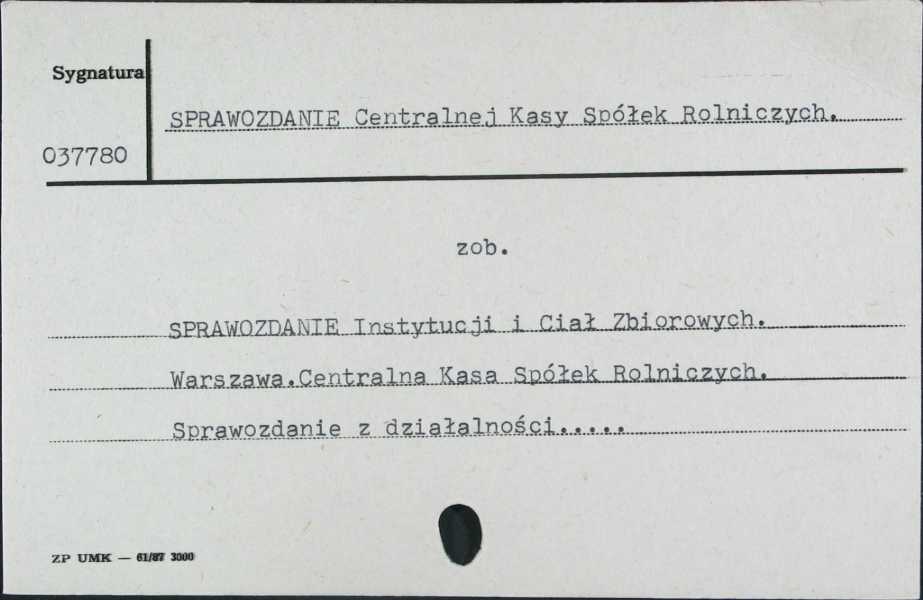 Sygnatura
SPRAWOZDANIE Centralnej Kasy Spółek Rolniczych.
037780
zob.
SPRAWOZDANIE Instytucji i Ciał Zbiorowych.
Warszawa.Centralna Kasa Spółek Rolniczych.
Sprawozdanie z działalności.....
ZP UMK — 61/87 3000